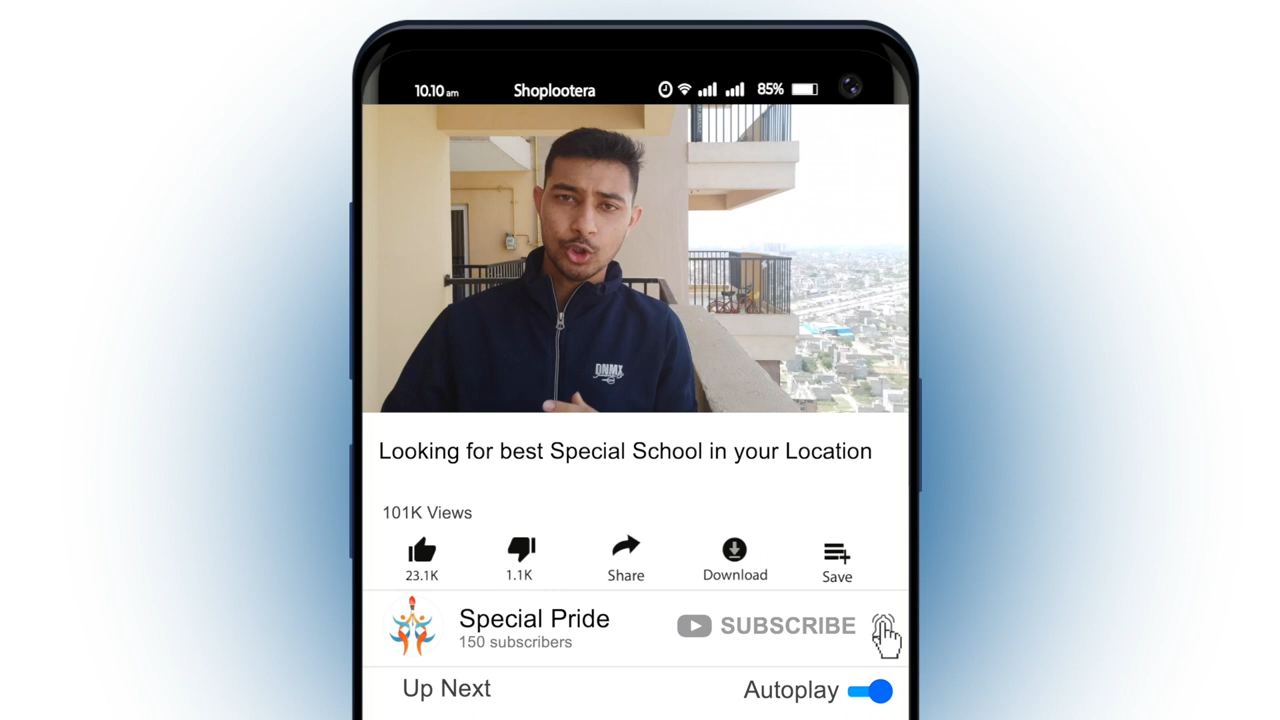 10.10 am Shoplootera 85%
DNMX
Looking for best Special School in your Location
101K Views
23.1K 1.1K Share Download Save
Special Pride SUBSCRIBE
150 subscribers
Up Next Autoplay